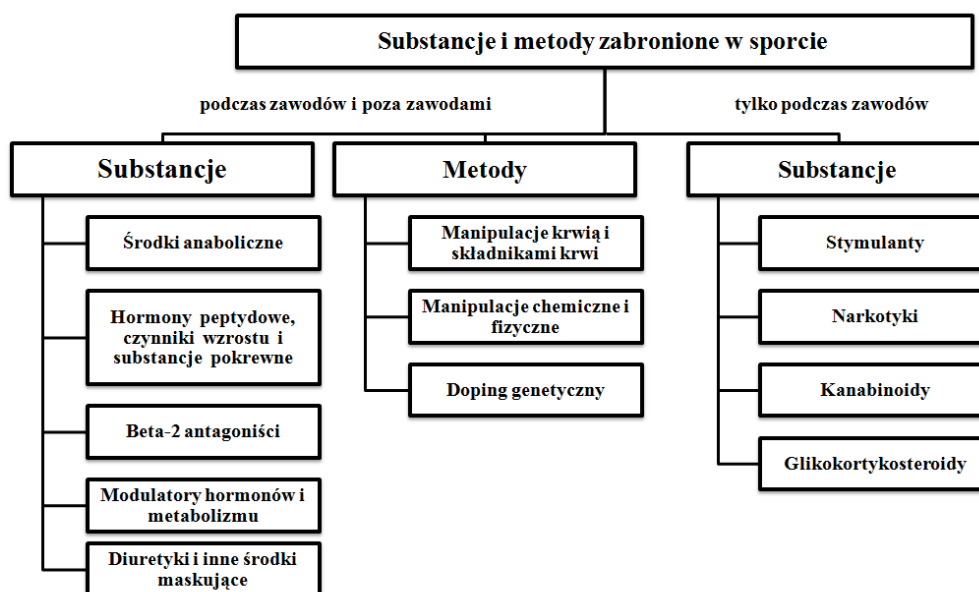 Substancje i metody zabronione w sporcie
podczas zawodów i poza zawodami
tylko podczas zawodów
Substancje
Środki anaboliczne
Hormony peptydowe,
czynniki wzrostu i
substancje pokrewne
Beta-2 antagoniści
Modulatory hormonów i
metabolizmu
Diuretyki i inne środki
maskujące
Metody
Manipulacje krwią i
składnikami krwi
Manipulacje chemiczne i
fizyczne
Doping genetyczny
Substancje
Stymulanty
Narkotyki
Kanabinoidy
Glikokortykosteroidy